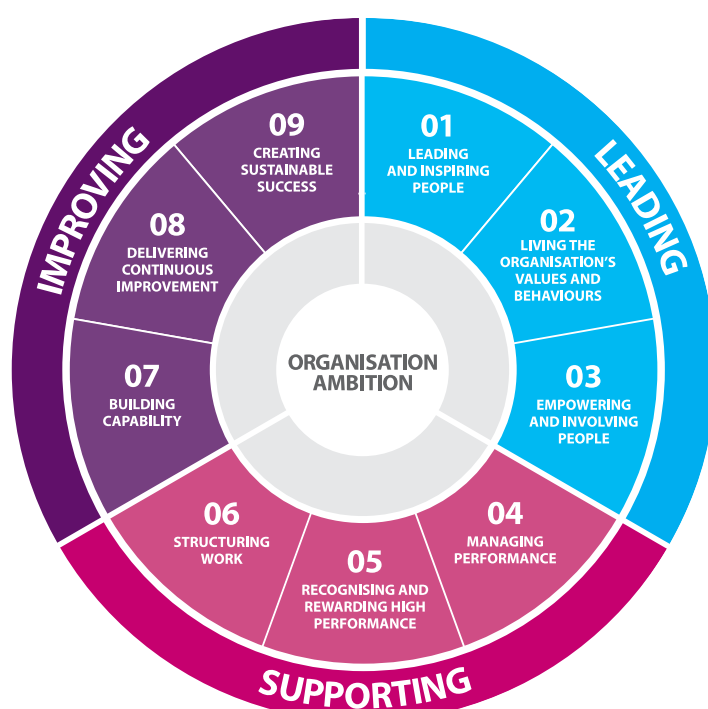 LEADING
01
LEADING
AND INSPIRING
PEOPLE
02
LIVING THE
ORGANISATION'S
VALUES AND
BEHAVIOURS
03
EMPOWERING
AND INVOLVING
PEOPLE
SUPPORTING
04
MANAGING
PERFORMANCE
05
RECOGNISING AND
REWARDING HIGH
PERFORMANCE
06
STRUCTURING
WORK
IMPROVING
07
BUILDING
CAPABILITY
08
DELIVERING
CONTINUOUS
IMPROVEMENT
09
CREATING
SUSTAINABLE
SUCCESS
ORGANISATION
AMBITION